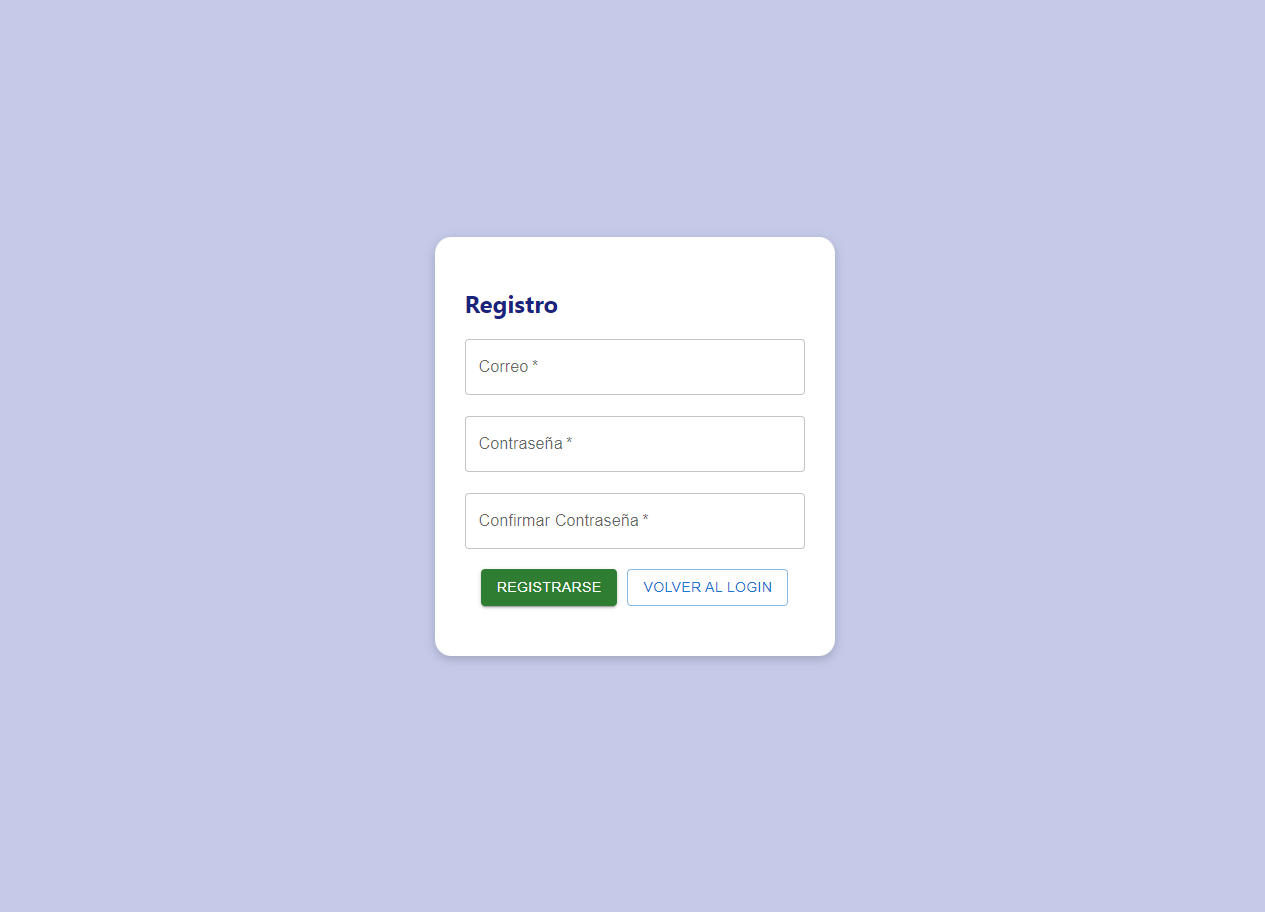 Registro
Correo *
Contraseña *
Confirmar Contraseña *
REGISTRARSE VOLVER AL LOGIN